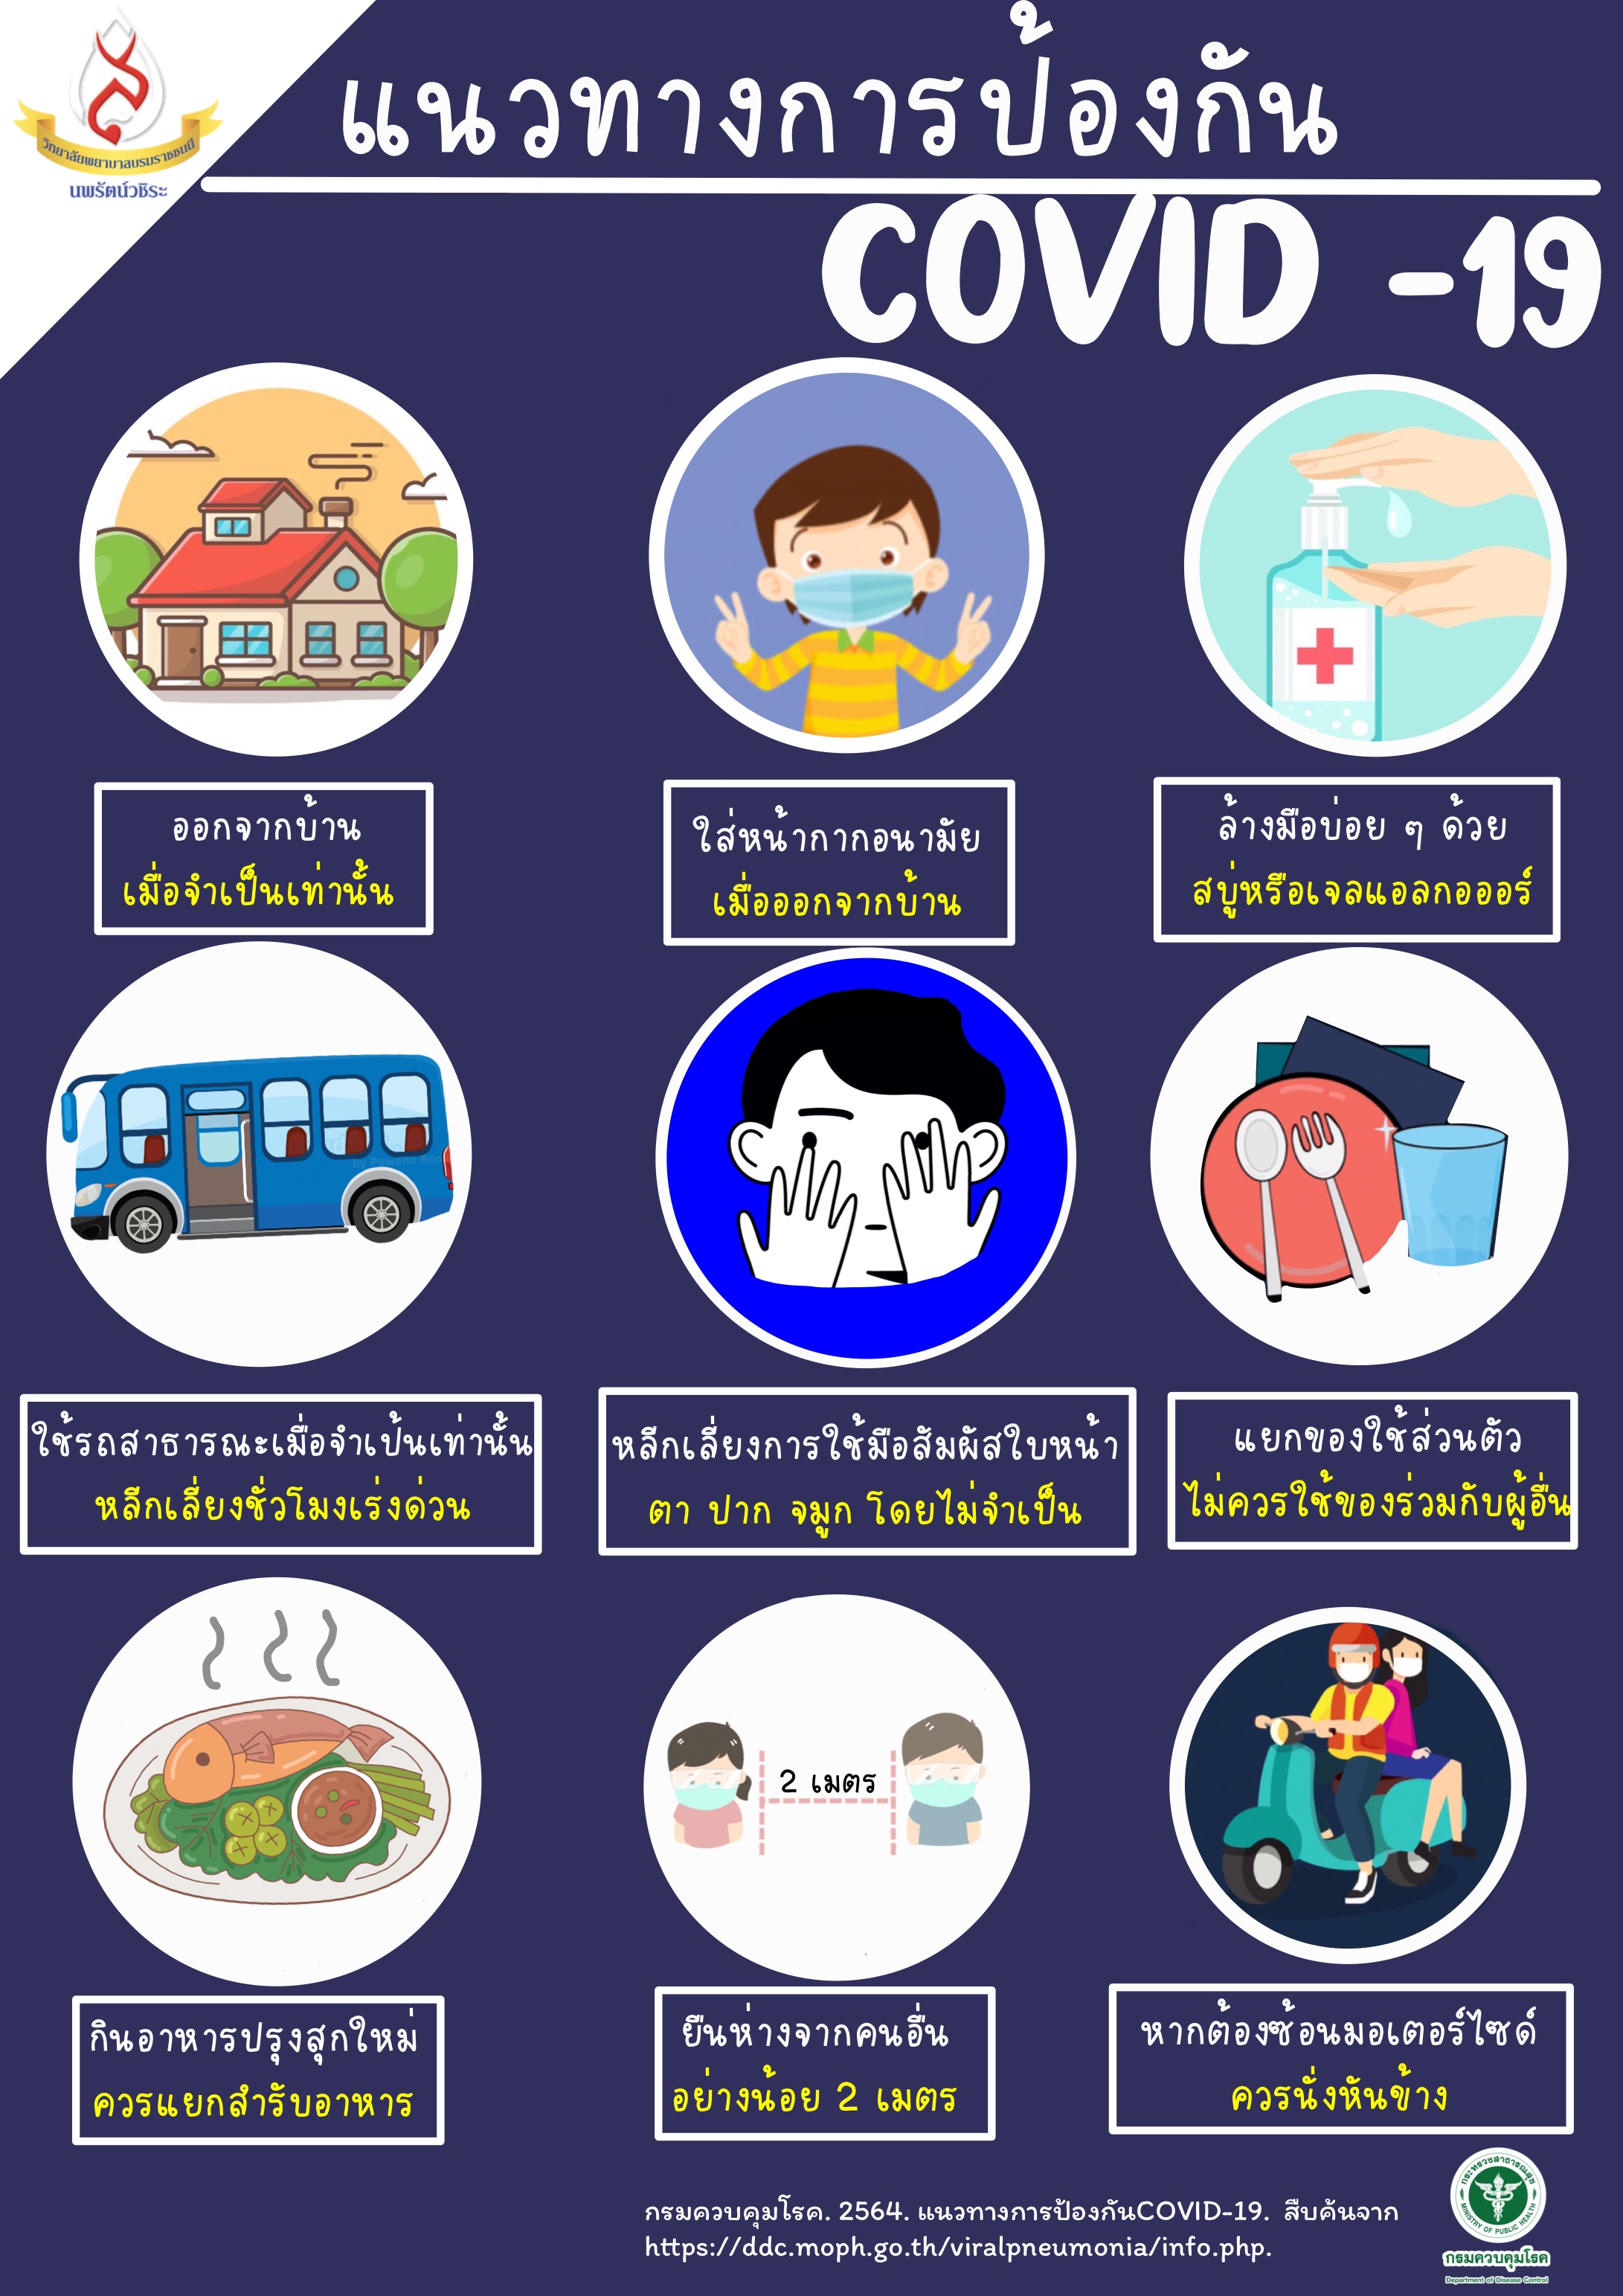 วิทยาลัยพยาบาลบรมราชชนนี
นพรัตน์วชิระ
แนวทางการป้องกัน
COVID -19
ออกจากบ้าน
เมื่อจำเป็นเท่านั้น
ใส่หน้ากากอนามัย
เมื่อออกจากบ้าน
ล้างมือบ่อย ๆ ด้วย
สบู่หรือเจลแอลกอออร์
ใช้รถสาธารณะเมื่อจำเป้นเท่านั้น
หลีกเลี่ยงชั่วโมงเร่งด่วน
หลีกเลี่ยงการใช้มือสัมผัสใบหน้า
ตา ปาก จมูก โดยไม่จำเป็น
แยกของใช้ส่วนตัว
ไม่ควรใช้ของร่วมกับผู้อื่น
2 เมตร
กินอาหารปรุงสุกใหม่
ควรแยกสำรับอาหาร
ยืนห่างจากคนอื่น
อย่างน้อย 2 เมตร
หากต้องซ้อนมอเตอร์ไซด์
ควรนั่งหันข้าง
กรมควบคุมโรค. 2564. แนวทางการป้องกันCOVID-19. สืบค้นจาก
https://ddc.moph.go.th/viralpneumonia/info.php.
กระทรวงสาธารณสุข
MINISTRY OF PUBLIC HEALTH
กรมควบคุมโรค
Department of Disease Control